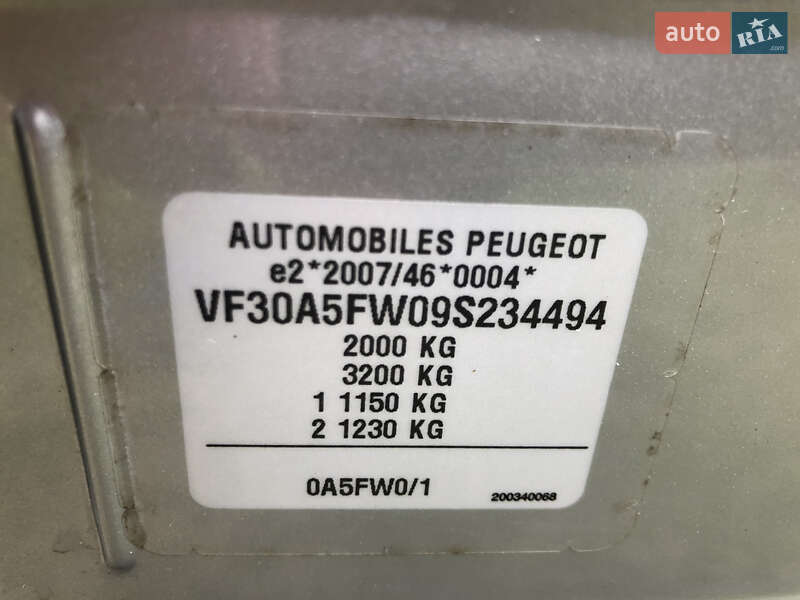 auto RIA.com
AUTOMOBILES PEUGEOT
e2*2007/46*0004*
VF30A5FW09S234494
2000 KG
3200 KG
1 1150 KG
2 1230 KG
0A5FW0/1
200340068